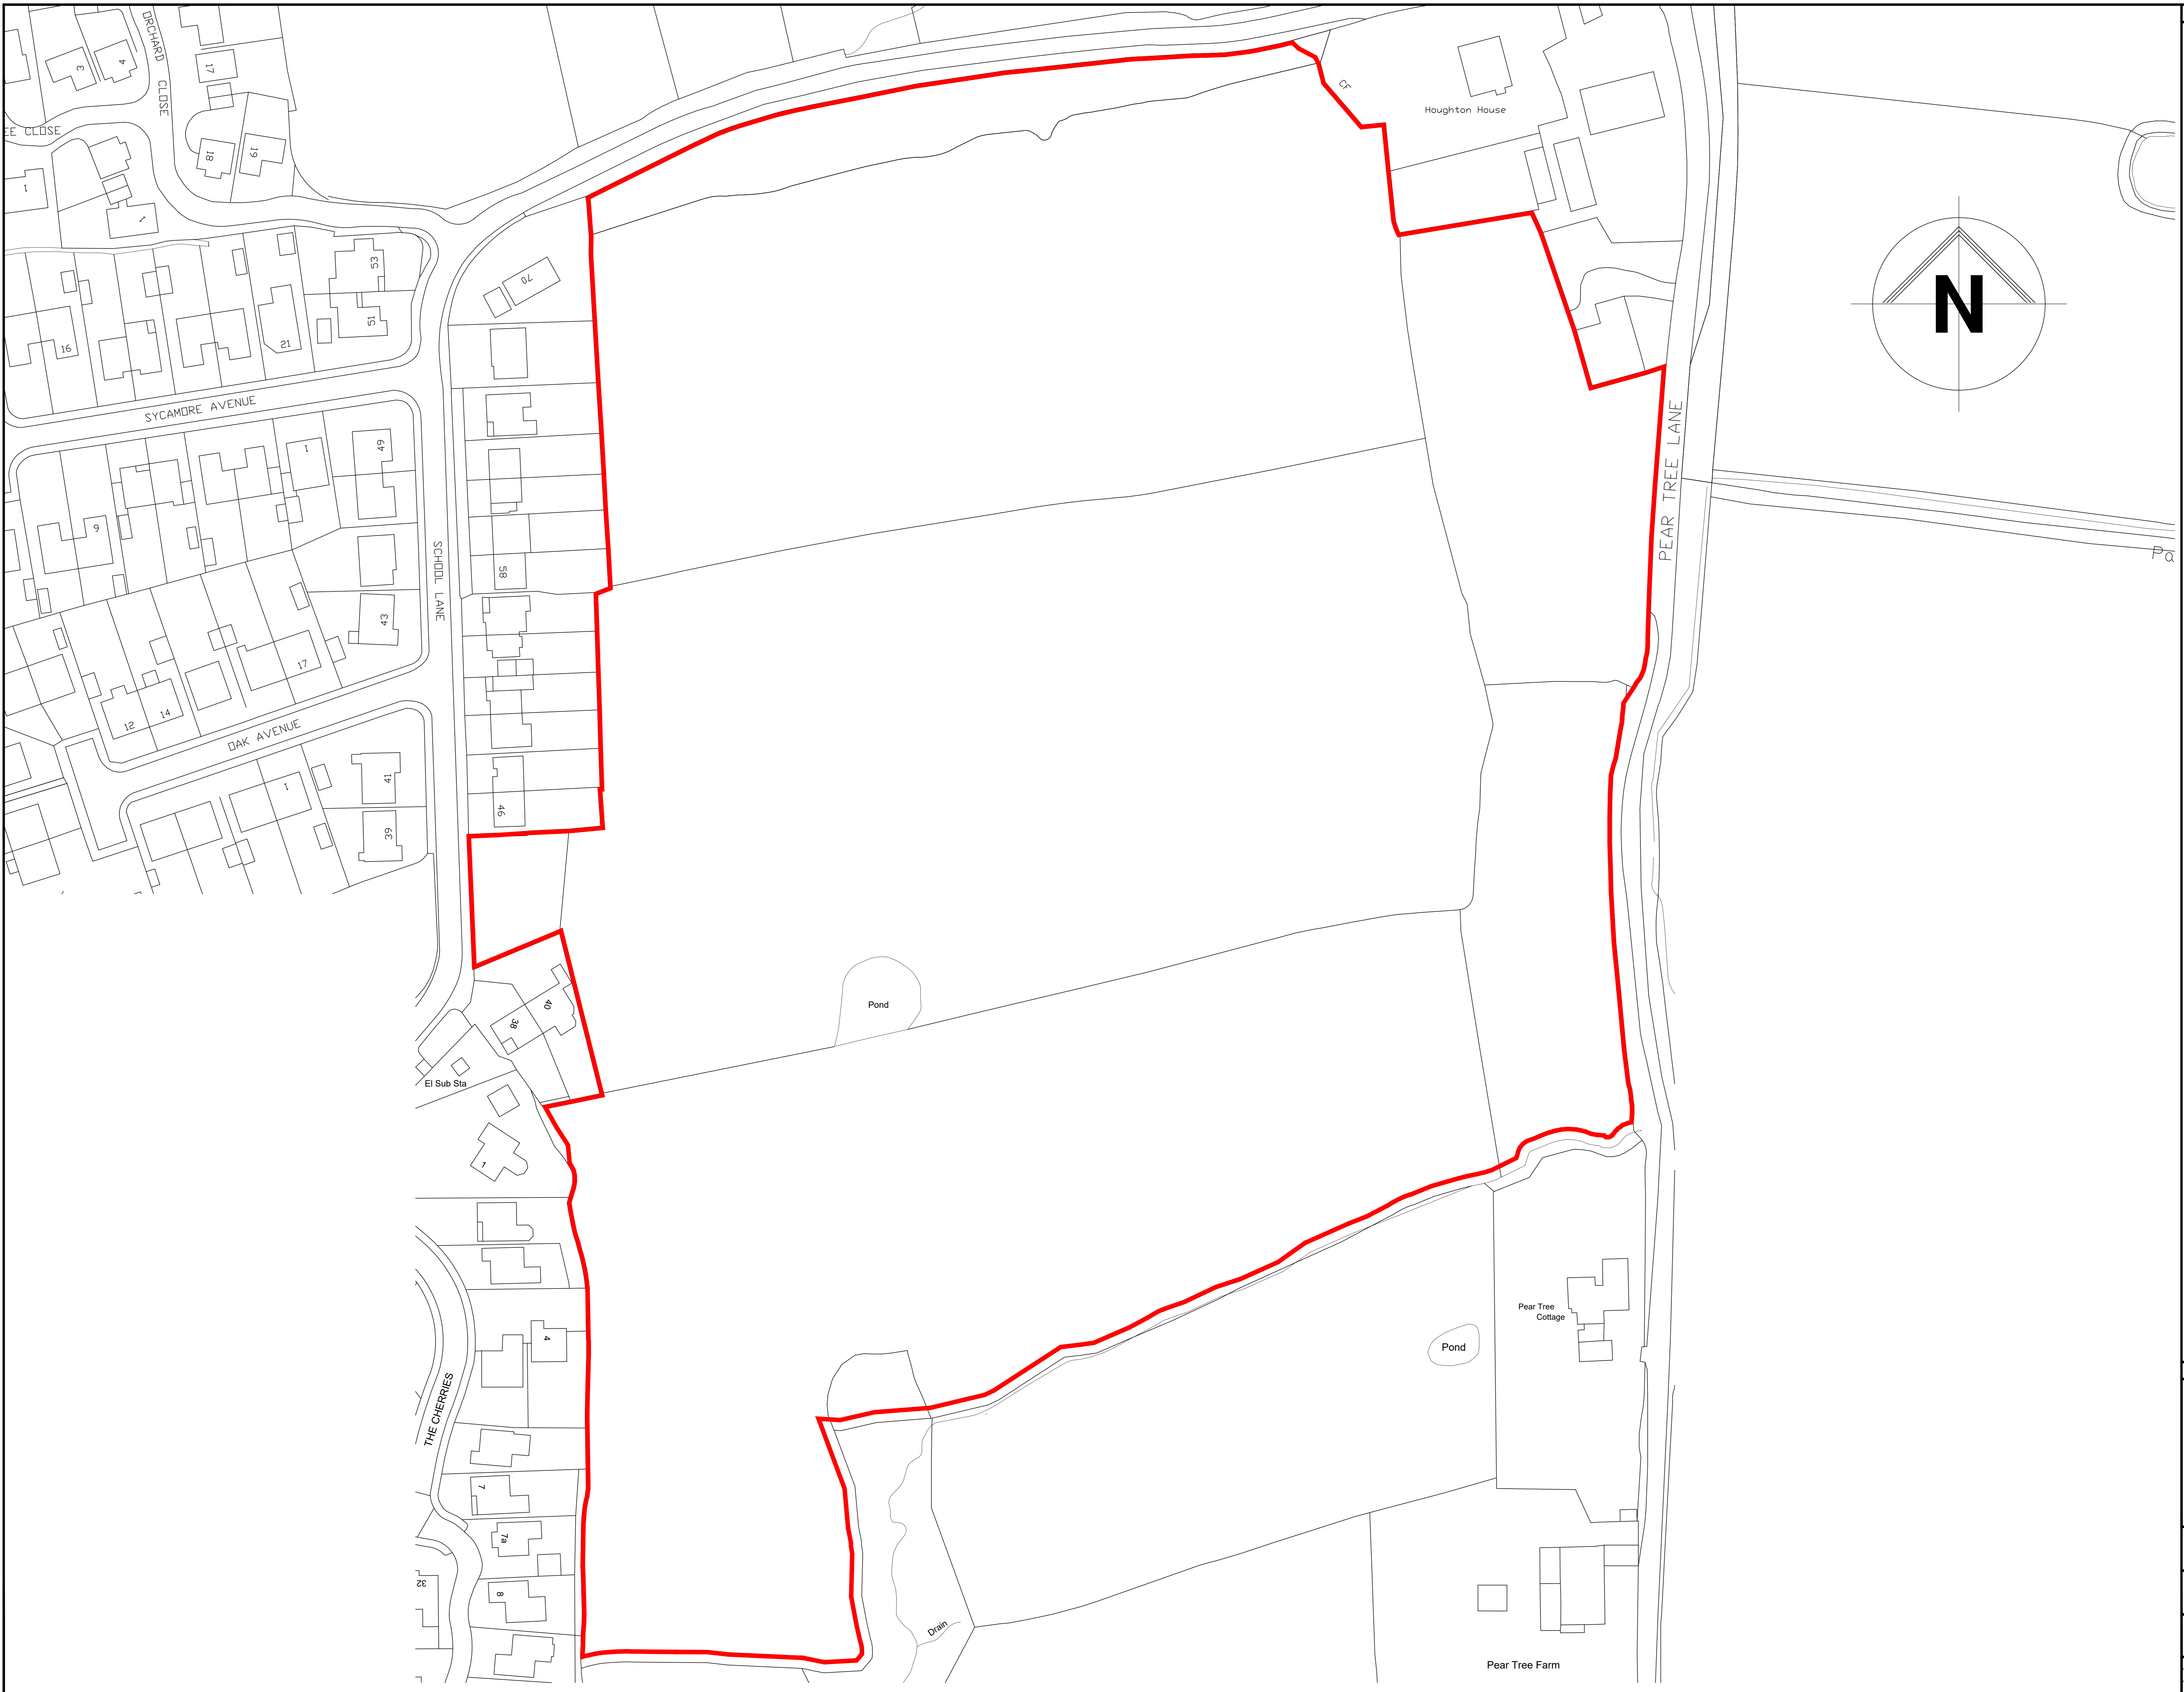 ORCHARD CLOSE
3
4
17
EE CLOSE
18
19
1
1
CF
Houghton House
70
53
51
16
21
N
SYCAMORE AVENUE
PEAR TREE LANE
1
49
9
SCHOOL LANE
58
Pa
43
17
12
14
OAK AVENUE
41
1
46
39
Pond
40
38
El Sub Sta
1
Pear Tree
Cottage
Pond
4
THE CHERRIES
7
7a
32
8
Drain
Pear Tree Farm